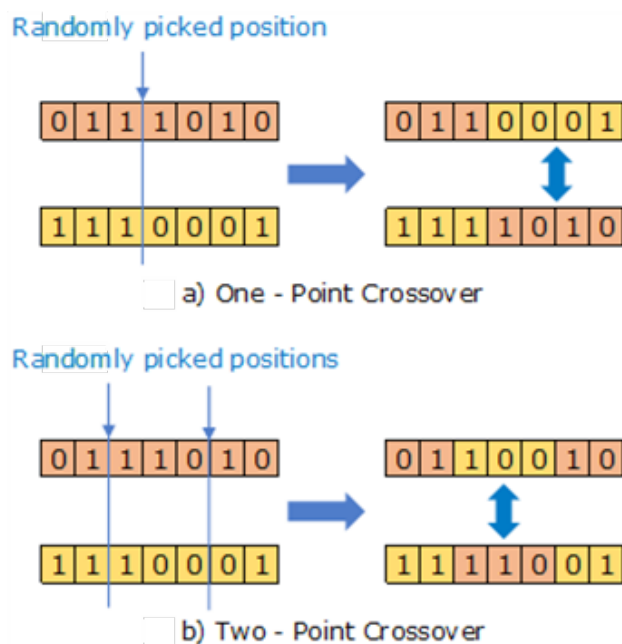 Randomly picked position
0 1 1 1 0 1 0 0 1 1 0 0 0 1
1 1 1 0 0 0 1 1 1 1 1 0 1 0
a) One - Point Crossover
Randomly picked positions
0 1 1 1 0 1 0 0 1 1 0 0 1 0
1 1 1 0 0 0 1 1 1 1 1 0 0 1
b) Two - Point Crossover